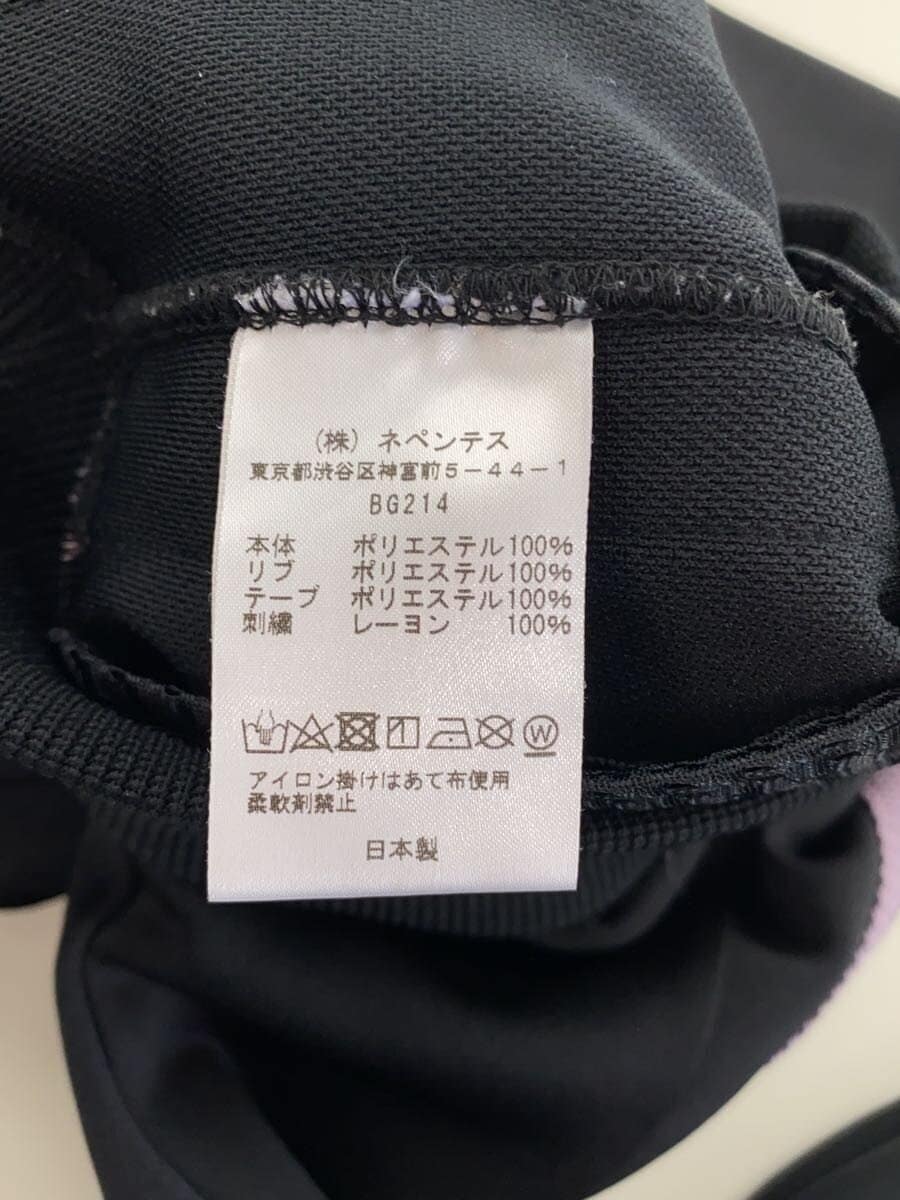 (株)ネペンテス
東京都渋谷区神宮前5-44-1
BG214
本体 ポリエステル100%
リブ ポリエステル100%
テープ ポリエステル100%
刺繍 レーヨン 100%
W
アイロン掛けはあて布使用
柔軟剤禁止
日本製